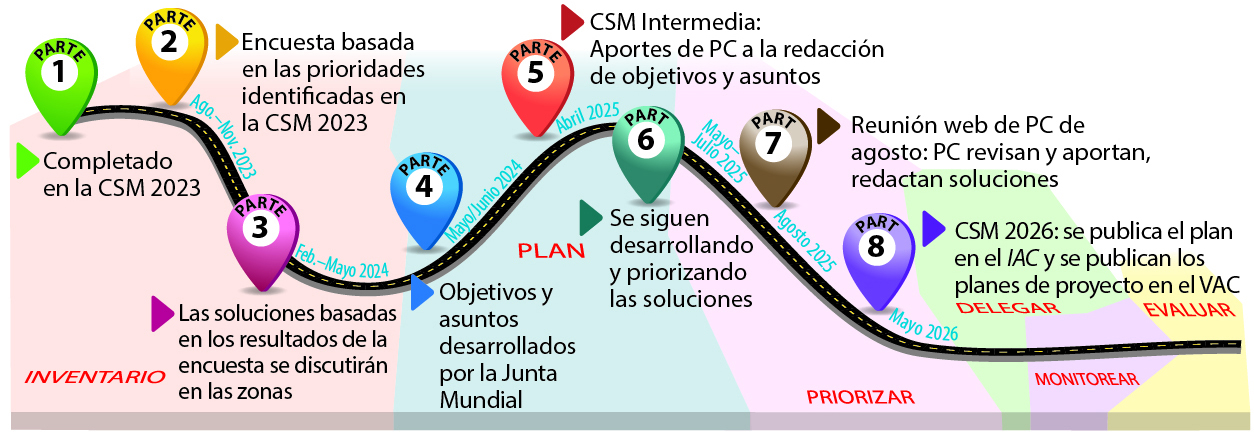 PARTE
1
Completado
en la CSM 2023
PARTE
2
Encuesta basada
en las prioridades
identificadas en
la CSM 2023
Ago.–Nov. 2023
PARTE
3
Las soluciones basadas
en los resultados de la
encuesta se discutirán
en las zonas
Feb.–Mayo 2024
INVENTARIO
PARTE
4
Objetivos y
asuntos
desarrollados
por la Junta
Mundial
Mayo/Junio 2024
PLAN
PARTE
5
CSM Intermedia:
Aportes de PC a la redacción
de objetivos y asuntos
Abril 2025
PART
6
Se siguen
desarrollando
y priorizando
las soluciones
Mayo–
Julio 2025
PART
7
Reunión web de PC de
agosto: PC revisan y aportan,
redactan soluciones
Agosto 2025
PART
8
CSM 2026: se publica el plan
en el IAC y se publican los
planes de proyecto en el VAC
Mayo 2026
PRIORIZAR
DELEGAR
MONITOREAR
EVALUAR